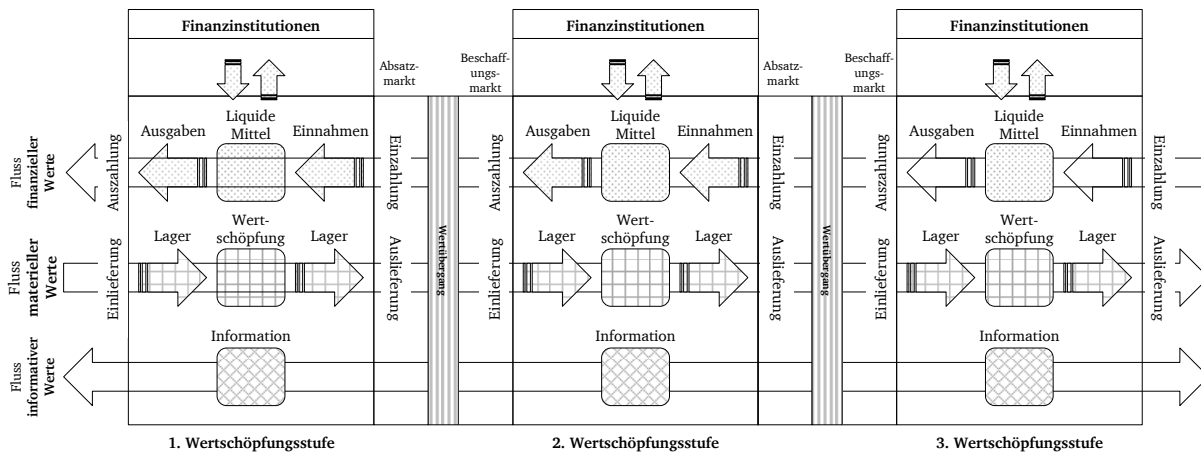 Finanzinstitutionen
Finanzinstitutionen
Finanzinstitutionen
Absatz-
markt
Beschaff-
ungs-
markt
Absatz-
markt
Beschaff-
ungs-
markt
Fluss
finanzieller
Werte
Auszahlung
Ausgaben
Liquide
Mittel
Einnahmen
Einzahlung
Auszahlung
Ausgaben
Liquide
Mittel
Einnahmen
Einzahlung
Auszahlung
Ausgaben
Liquide
Mittel
Einnahmen
Einzahlung
Fluss
materieller
Werte
Einlieferung
Lager
Wert-
schöpfung
Lager
Auslieferung
Wertübergang
Einlieferung
Lager
Wert-
schöpfung
Lager
Auslieferung
Wertübergang
Einlieferung
Lager
Wert-
schöpfung
Lager
Auslieferung
Fluss
informativer
Werte
Information
Information
Information
1. Wertschöpfungsstufe
2. Wertschöpfungsstufe
3. Wertschöpfungsstufe